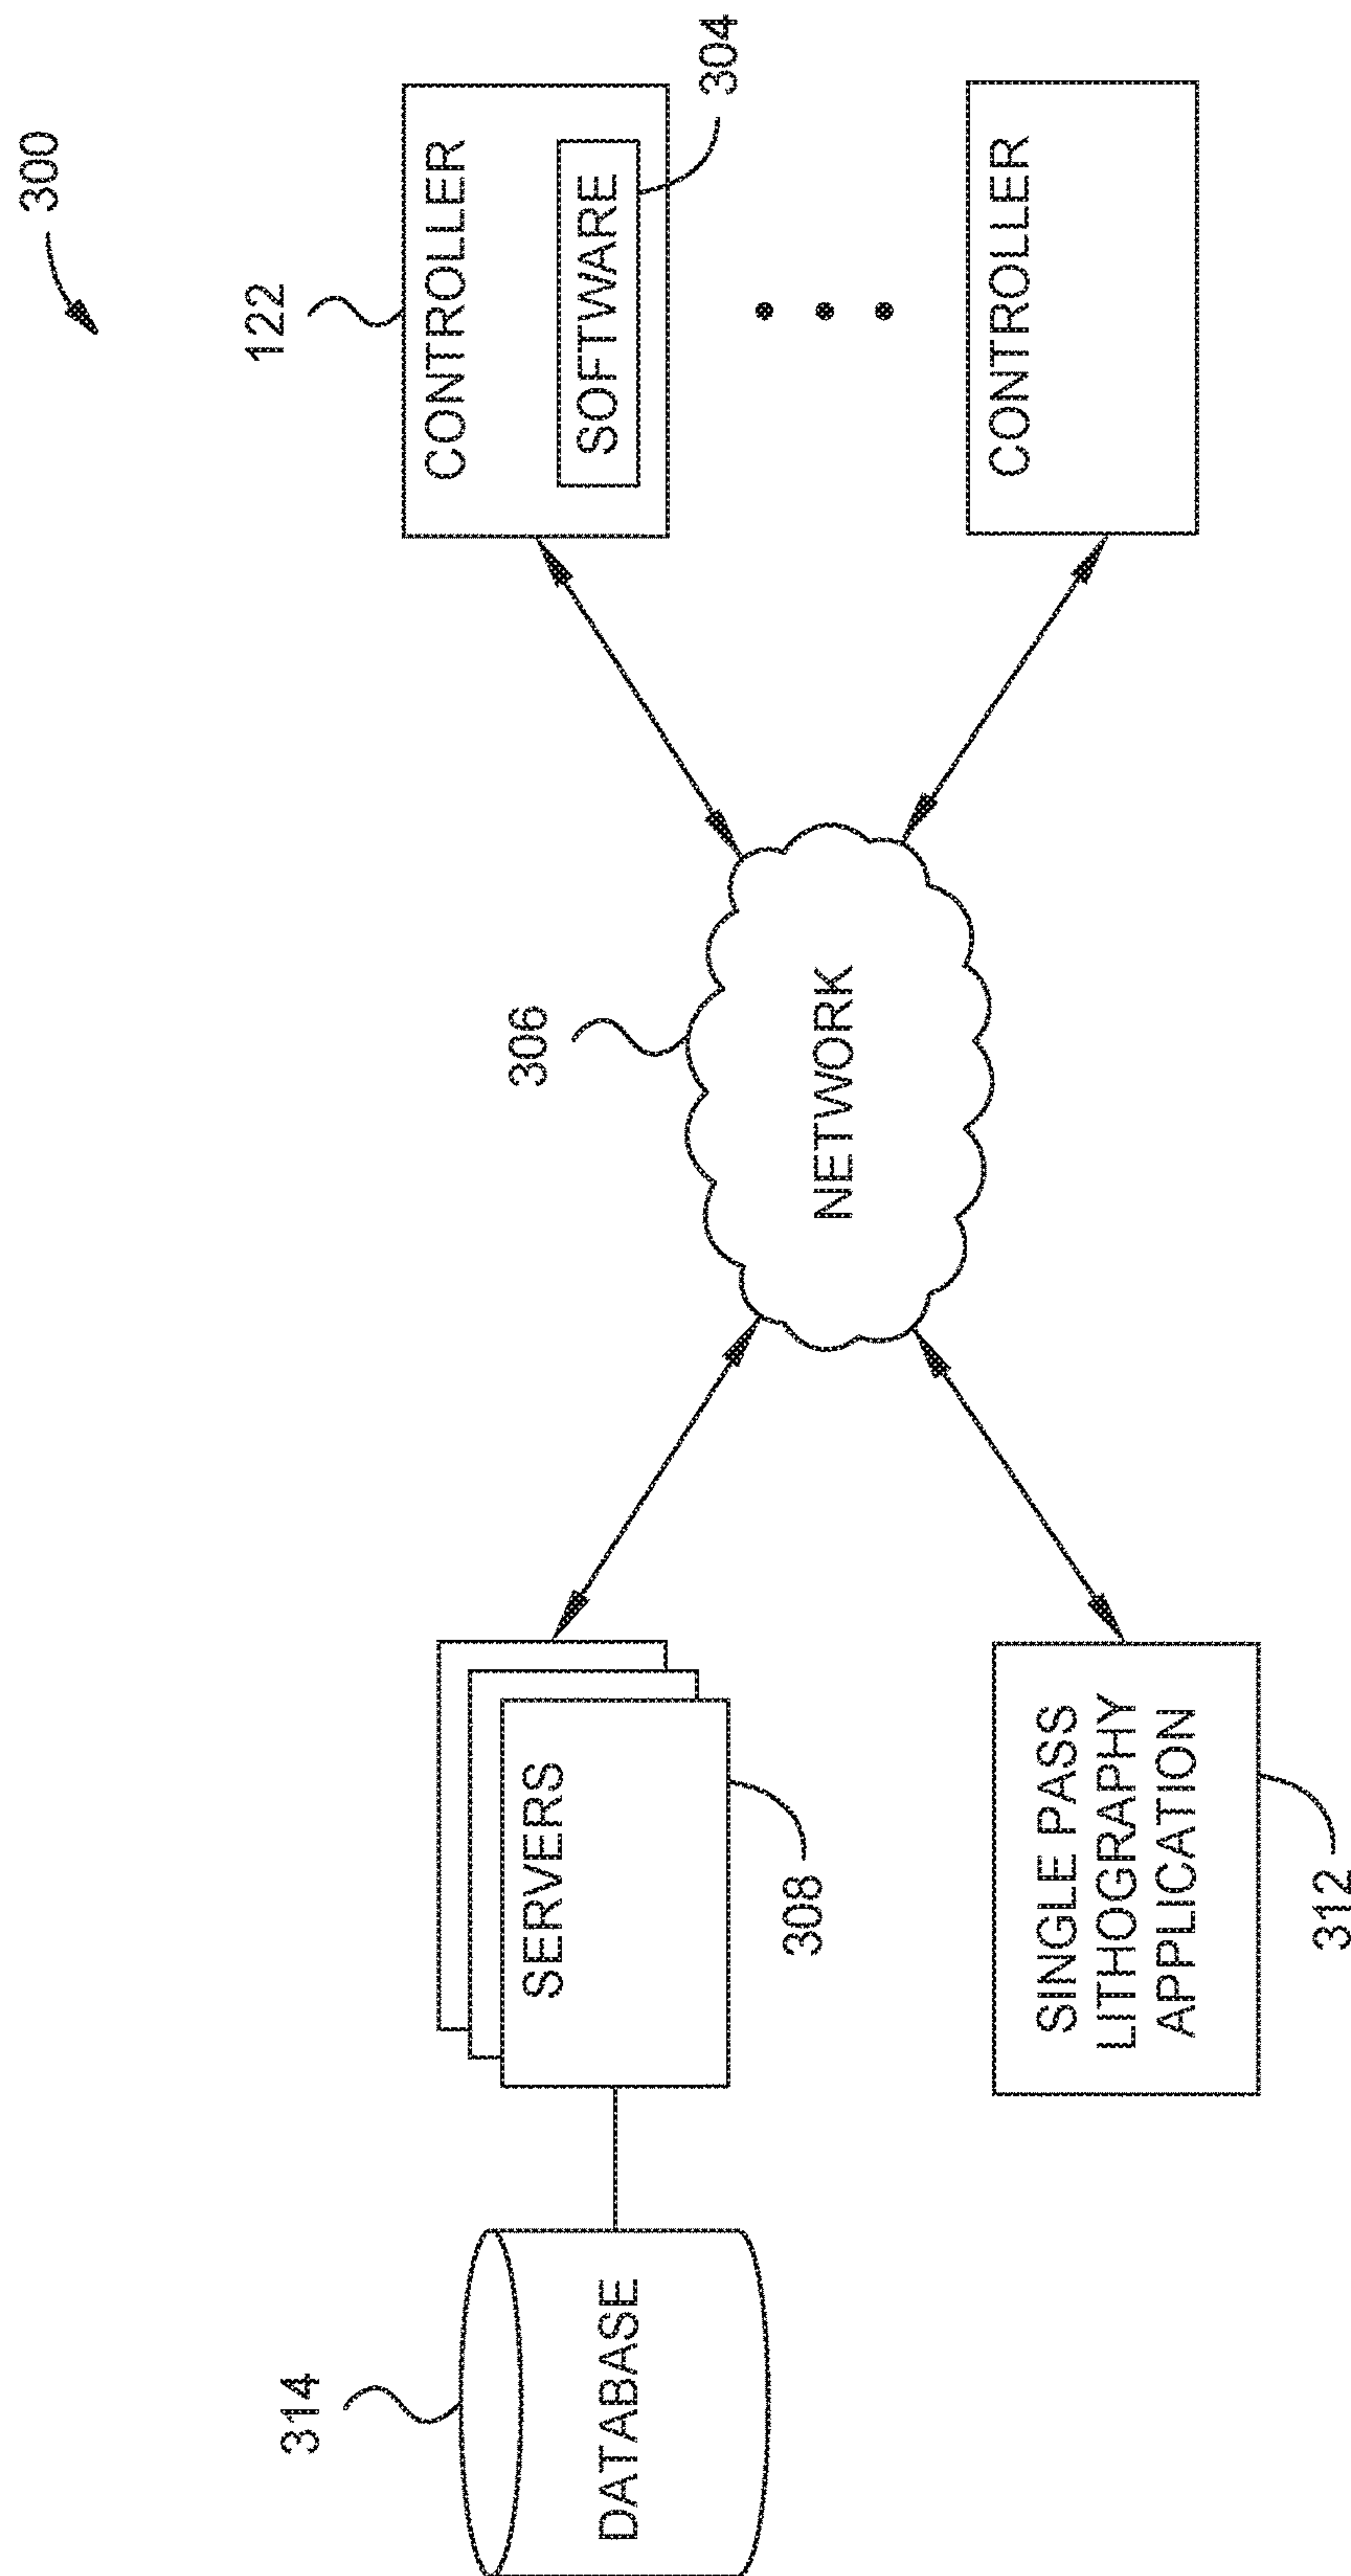 300
314
DATABASE
SERVERS
308
SINGLE PASS
LITHOGRAPHY
APPLICATION
312
306
NETWORK
122
CONTROLLER
SOFTWARE
304
CONTROLLER